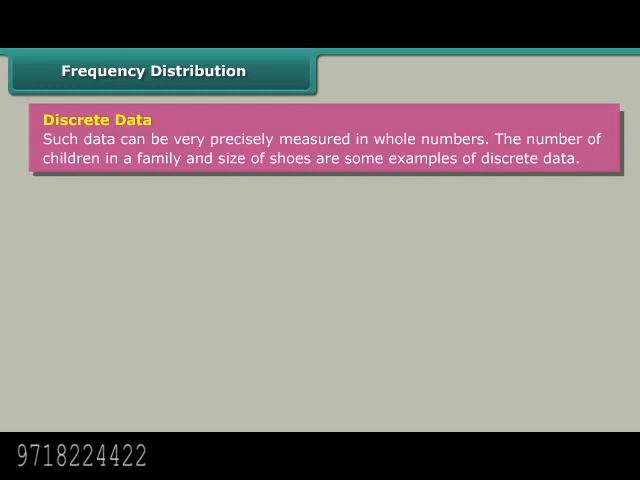 Frequency Distribution
Discrete Data
Such data can be very precisely measured in whole numbers. The number of
children in a family and size of shoes are some examples of discrete data.
9718224422